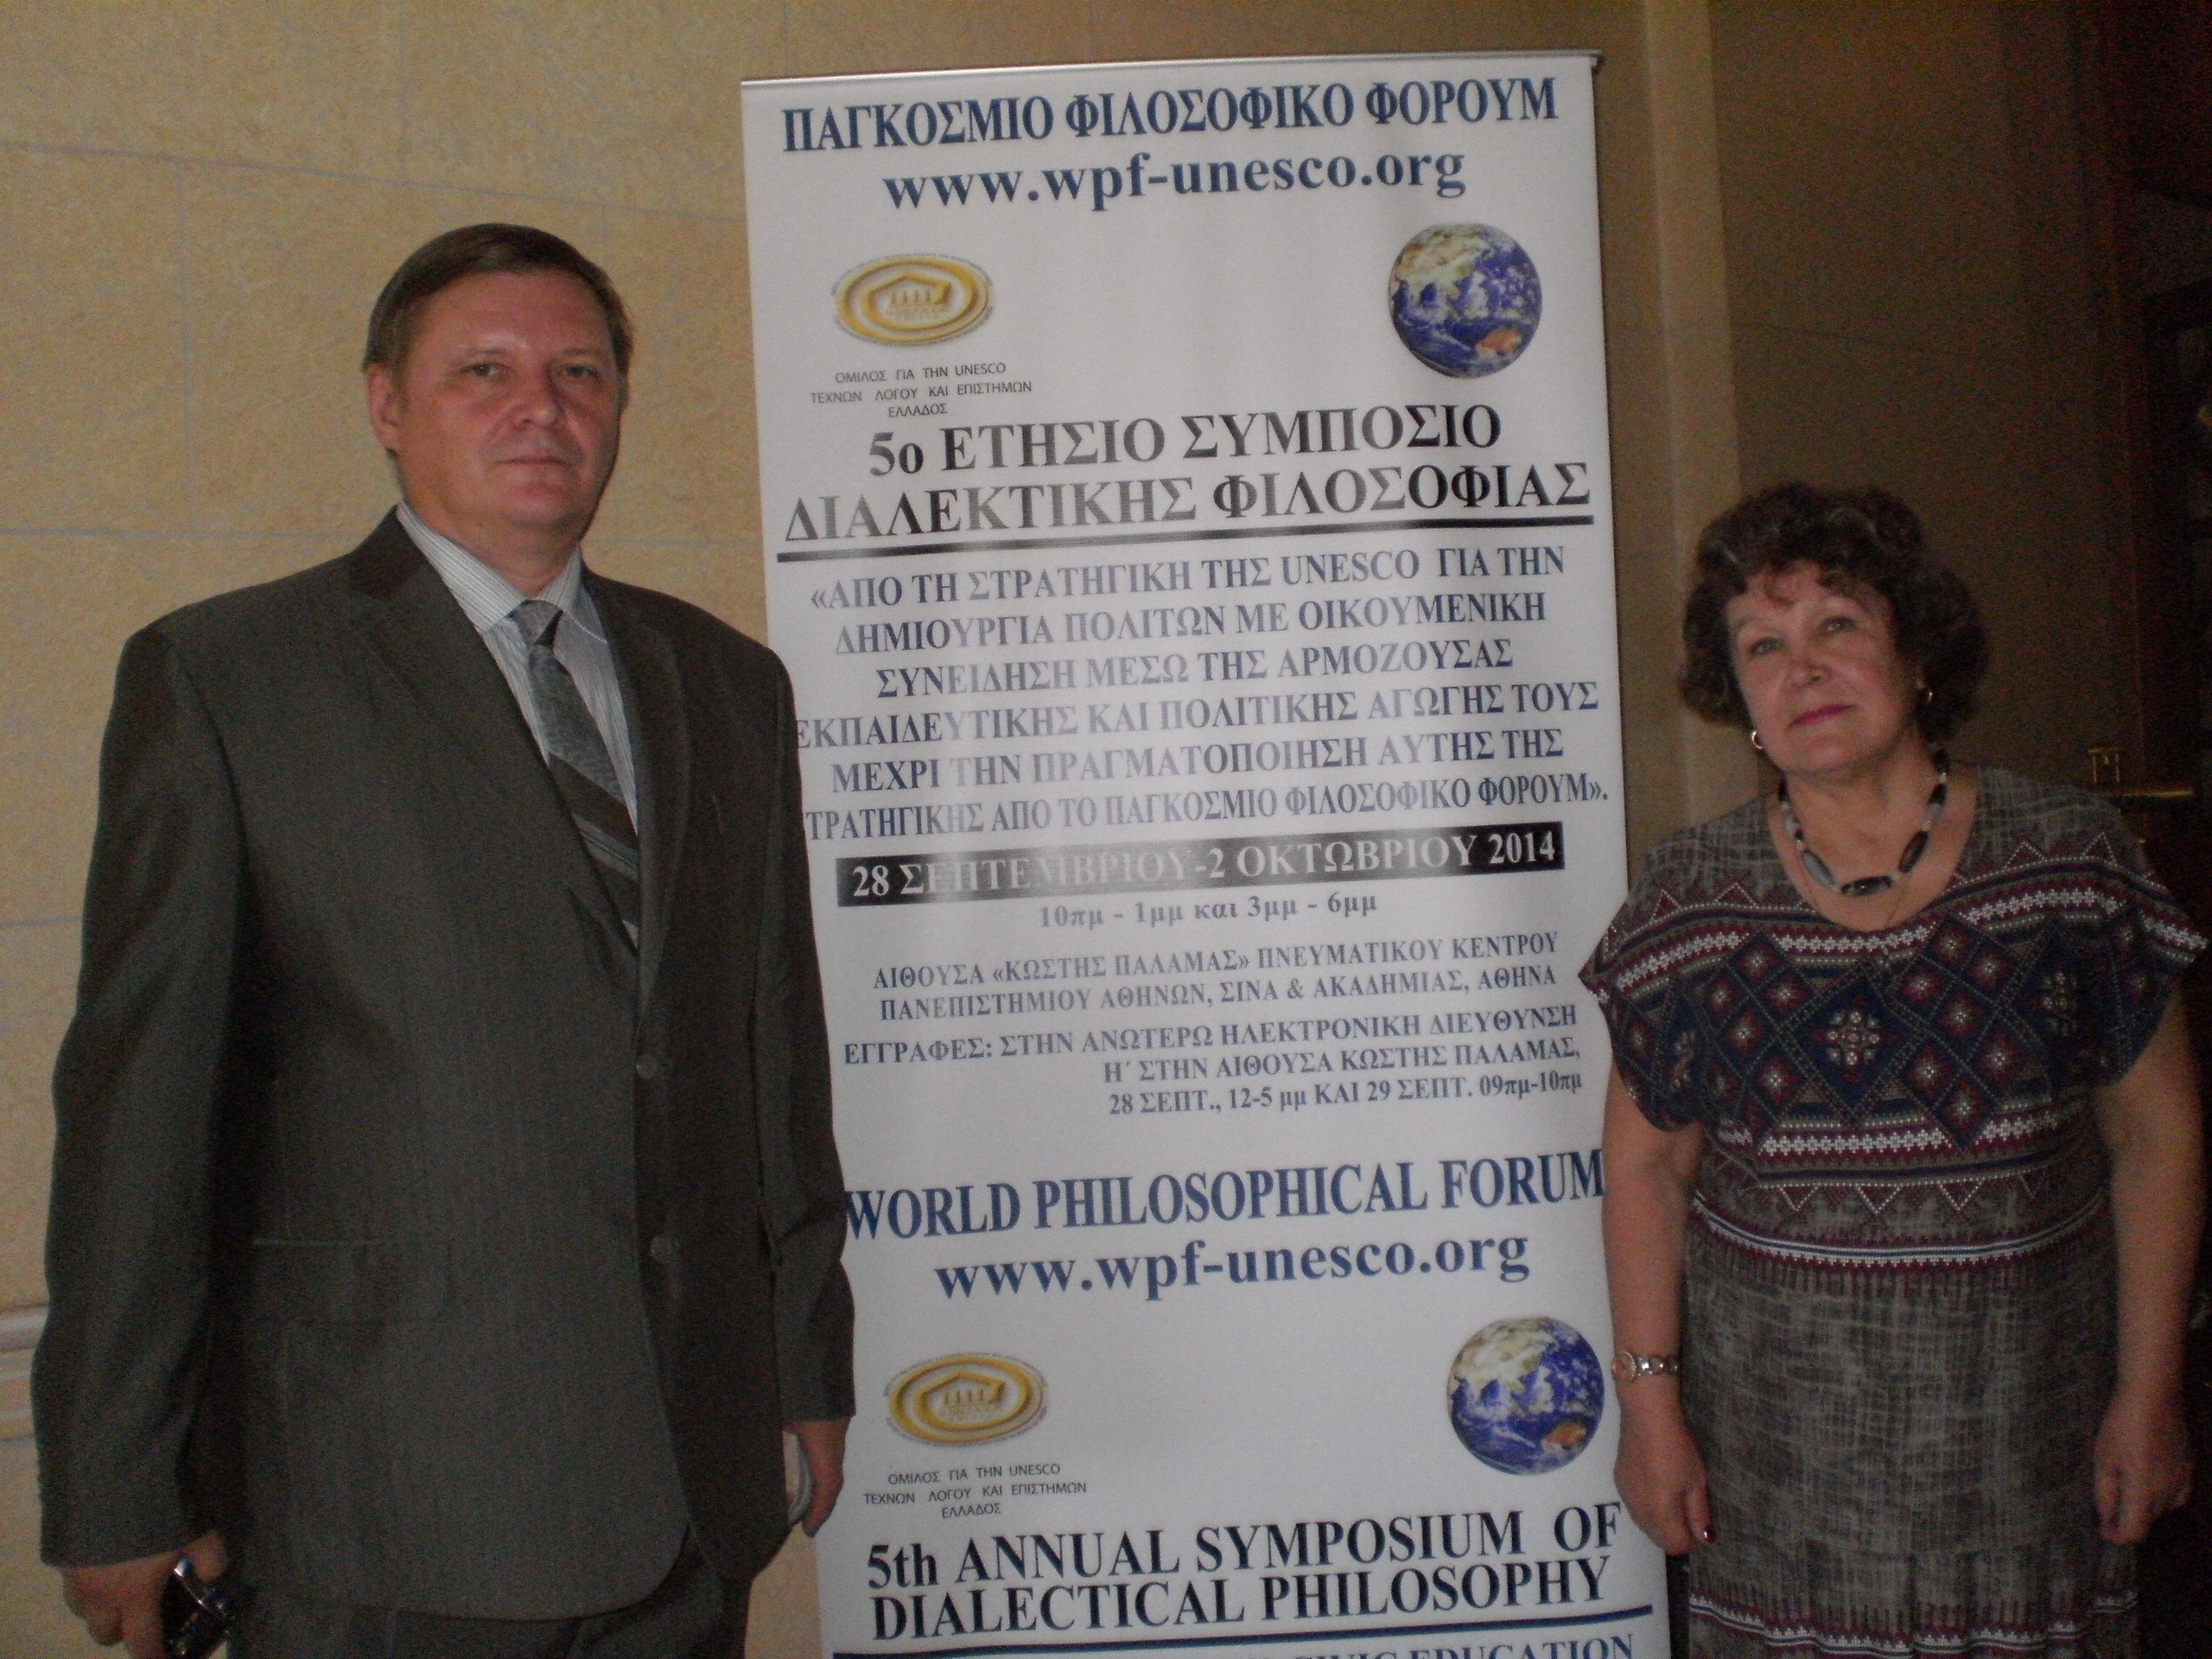 ΠΑΓΚΟΣΜΙΟ ΦΙΛΟΣΟΦΙΚΟ ΦΟΡΟΥΜ
www.wpf-unesco.org
ΟΜΙΛΟΣ ΓΙΑ ΤΗΝ UNESCO
ΤΕΧΝΩΝ ΛΟΓΟΥ ΚΑΙ ΕΠΙΣΤΗΜΩΝ
ΕΛΛΑΔΟΣ
5ο ΕΤΗΣΙΟ ΣΥΜΠΟΣΙΟ
ΔΙΑΛΕΚΤΙΚΗΣ ΦΙΛΟΣΟΦΙΑΣ
«ΑΠΟ ΤΗ ΣΤΡΑΤΗΓΙΚΗ ΤΗΣ UNESCO ΓΙΑ ΤΗΝ
ΔΗΜΙΟΥΡΓΙΑ ΠΟΛΙΤΩΝ ΜΕ ΟΙΚΟΥΜΕΝΙΚΗ
ΣΥΝΕΙΔΗΣΗ ΜΕΣΩ ΤΗΣ ΑΡΜΟΖΟΥΣΑΣ
ΕΚΠΑΙΔΕΥΤΙΚΗΣ ΚΑΙ ΠΟΛΙΤΙΚΗΣ ΑΓΩΓΗΣ ΤΟΥΣ
ΜΕΧΡΙ ΤΗΝ ΠΡΑΓΜΑΤΟΠΟΙΗΣΗ ΑΥΤΗΣ ΤΗΣ
ΤΡΑΤΗΓΙΚΗΣ ΑΠΟ ΤΟ ΠΑΓΚΟΣΜΙΟ ΦΙΛΟΣΟΦΙΚΟ ΦΟΡΟΥΜ».
28 ΣΕΠΤΕΜΒΡΙΟΥ-2 ΟΚΤΩΒΡΙΟΥ 2014
10πμ - 1μμ και 3μμ - 6μμ
ΑΙΘΟΥΣΑ «ΚΩΣΤΗΣ ΠΑΛΑΜΑΣ» ΠΝΕΥΜΑΤΙΚΟΥ ΚΕΝΤΡΟΥ
ΠΑΝΕΠΙΣΤΗΜΙΟΥ ΑΘΗΝΩΝ, ΣΙΝΑ & ΑΚΑΔΗΜΙΑΣ, ΑΘΗΝΑ
ΕΓΓΡΑΦΕΣ: ΣΤΗΝ ΑΝΩΤΕΡΩ ΗΛΕΚΤΡΟΝΙΚΗ ΔΙΕΥΘΥΝΣΗ
Η΄ ΣΤΗΝ ΑΙΘΟΥΣΑ ΚΩΣΤΗΣ ΠΑΛΑΜΑΣ,
28 ΣΕΠΤ., 12-5 μμ ΚΑΙ 29 ΣΕΠΤ. 09πμ-10πμ
WORLD PHILOSOPHICAL FORUM
www.wpf-unesco.org
ΟΜΙΛΟΣ ΓΙΑ ΤΗΝ UNESCO
ΤΕΧΝΩΝ ΛΟΓΟΥ ΚΑΙ ΕΠΙΣΤΗΜΩΝ
ΕΛΛΑΔΟΣ
5th ANNUAL SYMPOSIUM OF
DIALECTICAL PHILOSOPHY
CIVIC EDUCATION